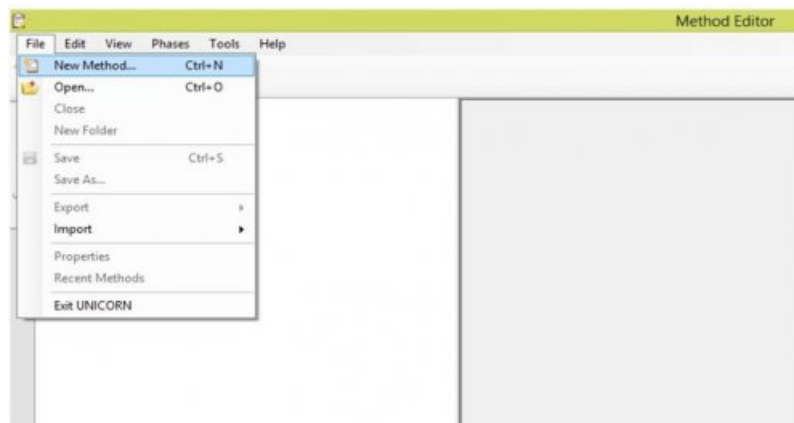 Method Editor
File Edit View Phases Tools Help
New Method... Ctrl+N
Open... Ctrl+O
Close
New Folder
Save Ctrl+S
Save As...
Export
Import
Properties
Recent Methods
Exit UNICORN